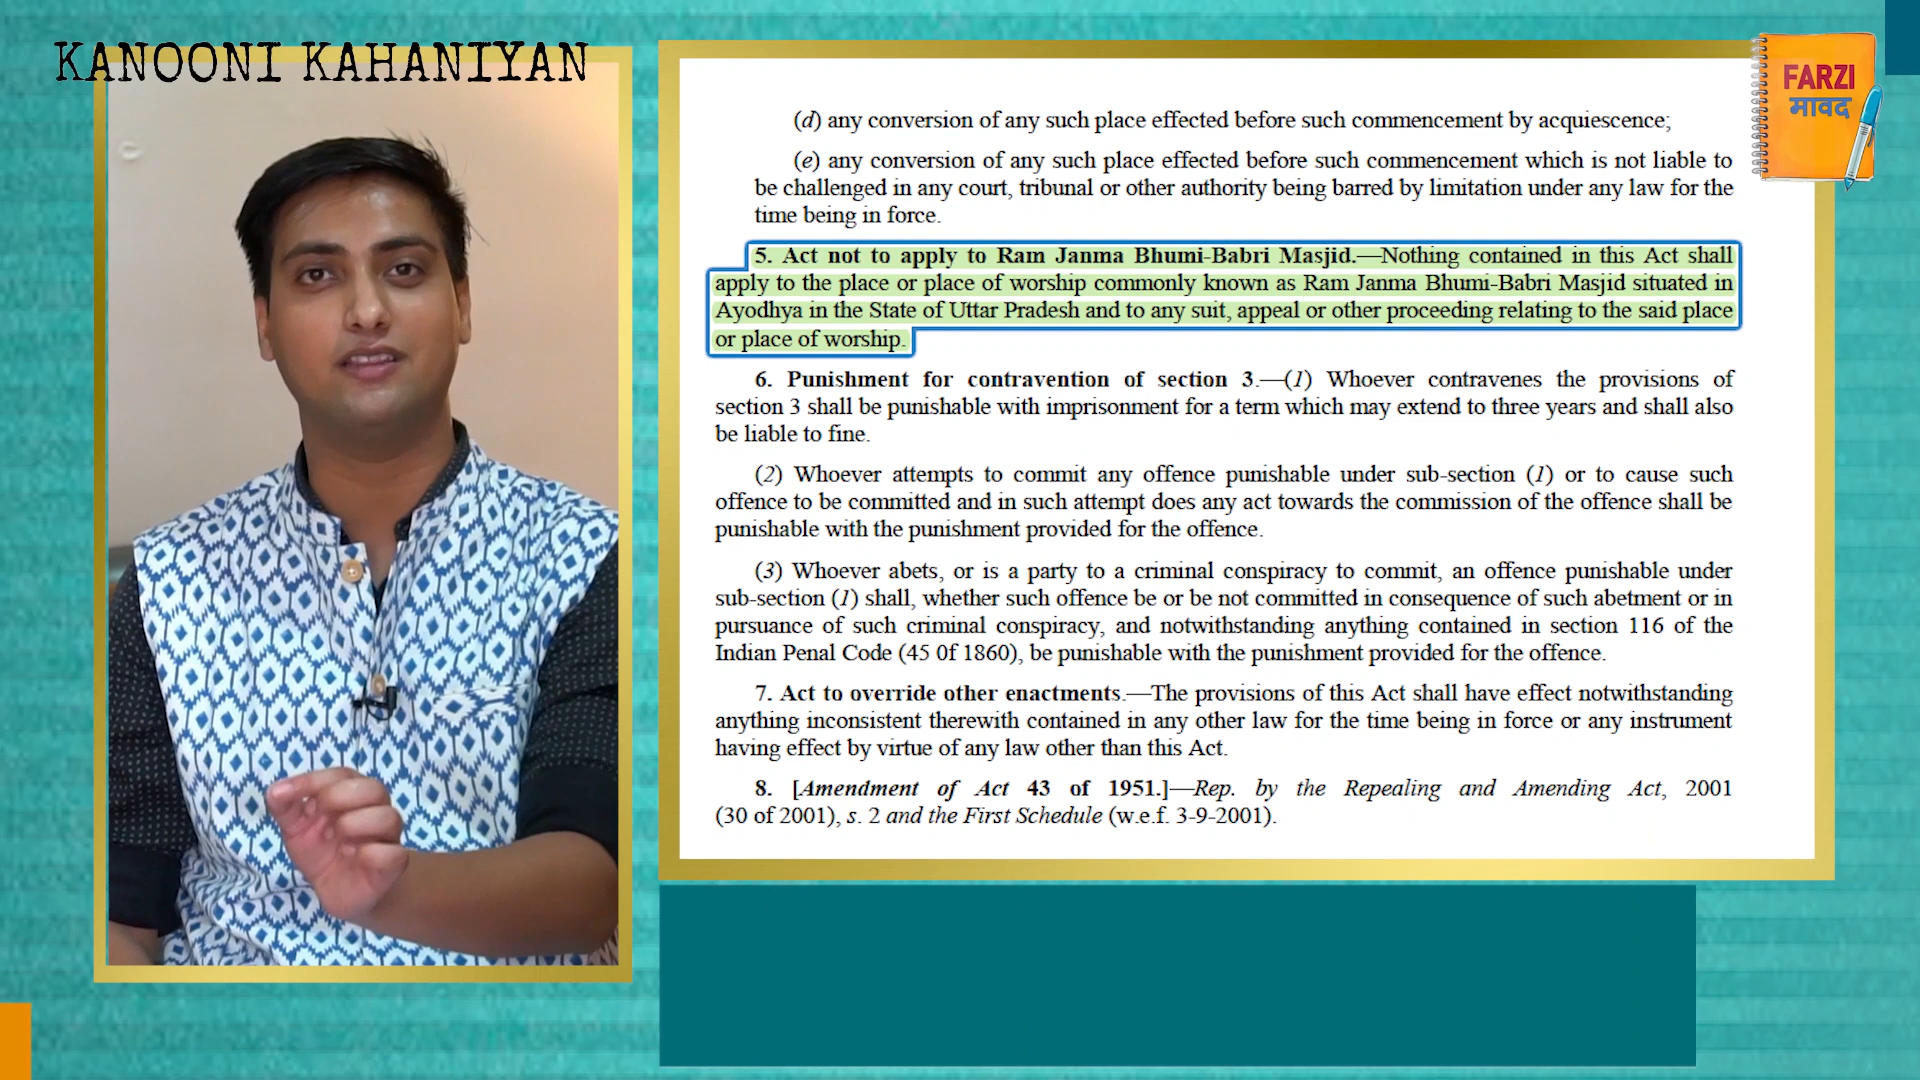 KANOONI KAHANIYAN
FARZI
मावद
(d) any conversion of any such place effected before such commencement by acquiescence;
(e) any conversion of any such place effected before such commencement which is not liable to
be challenged in any court, tribunal or other authority being barred by limitation under any law for the
time being in force.
5. Act not to apply to Ram Janma Bhumi-Babri Masjid.—Nothing contained in this Act shall
apply to the place or place of worship commonly known as Ram Janma Bhumi-Babri Masjid situated in
Ayodhya in the State of Uttar Pradesh and to any suit, appeal or other proceeding relating to the said place
or place of worship.
6. Punishment for contravention of section 3.—(1) Whoever contravenes the provisions of
section 3 shall be punishable with imprisonment for a term which may extend to three years and shall also
be liable to fine.
(2) Whoever attempts to commit any offence punishable under sub-section (1) or to cause such
offence to be committed and in such attempt does any act towards the commission of the offence shall be
punishable with the punishment provided for the offence.
(3) Whoever abets, or is a party to a criminal conspiracy to commit, an offence punishable under
sub-section (1) shall, whether such offence be or be not committed in consequence of such abetment or in
pursuance of such criminal conspiracy, and notwithstanding anything contained in section 116 of the
Indian Penal Code (45 0f 1860), be punishable with the punishment provided for the offence.
7. Act to override other enactments.—The provisions of this Act shall have effect notwithstanding
anything inconsistent therewith contained in any other law for the time being in force or any instrument
having effect by virtue of any law other than this Act.
8. [Amendment of Act 43 of 1951.]—Rep. by the Repealing and Amending Act, 2001
(30 of 2001), s. 2 and the First Schedule (w.e.f. 3-9-2001).